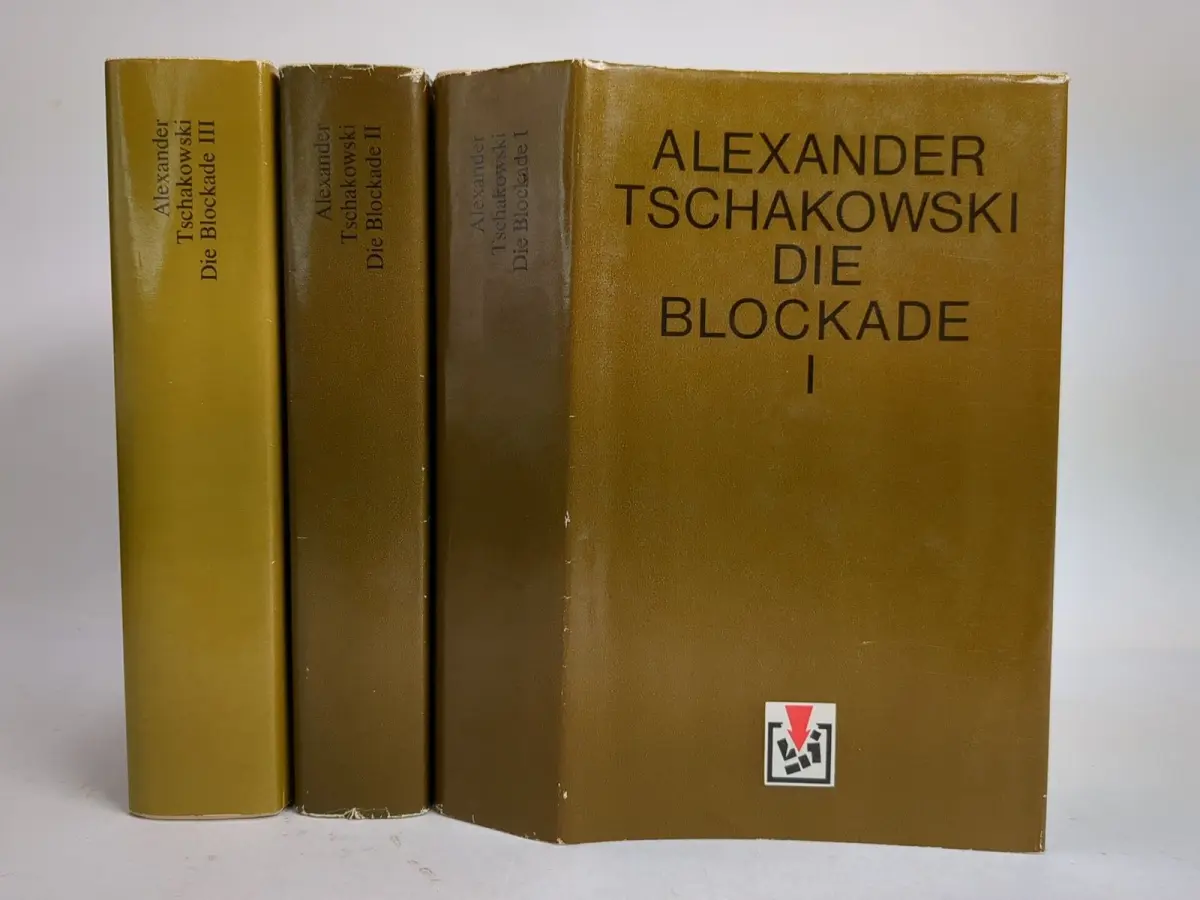 Alexander
Tschakowski
Die Blockade III
Alexander
Tschakowski
Die Blockade II
Alexander
Tschakowski
Die Blockade I
ALEXANDER
TSCHAKOWSKI
DIE
BLOCKADE
I